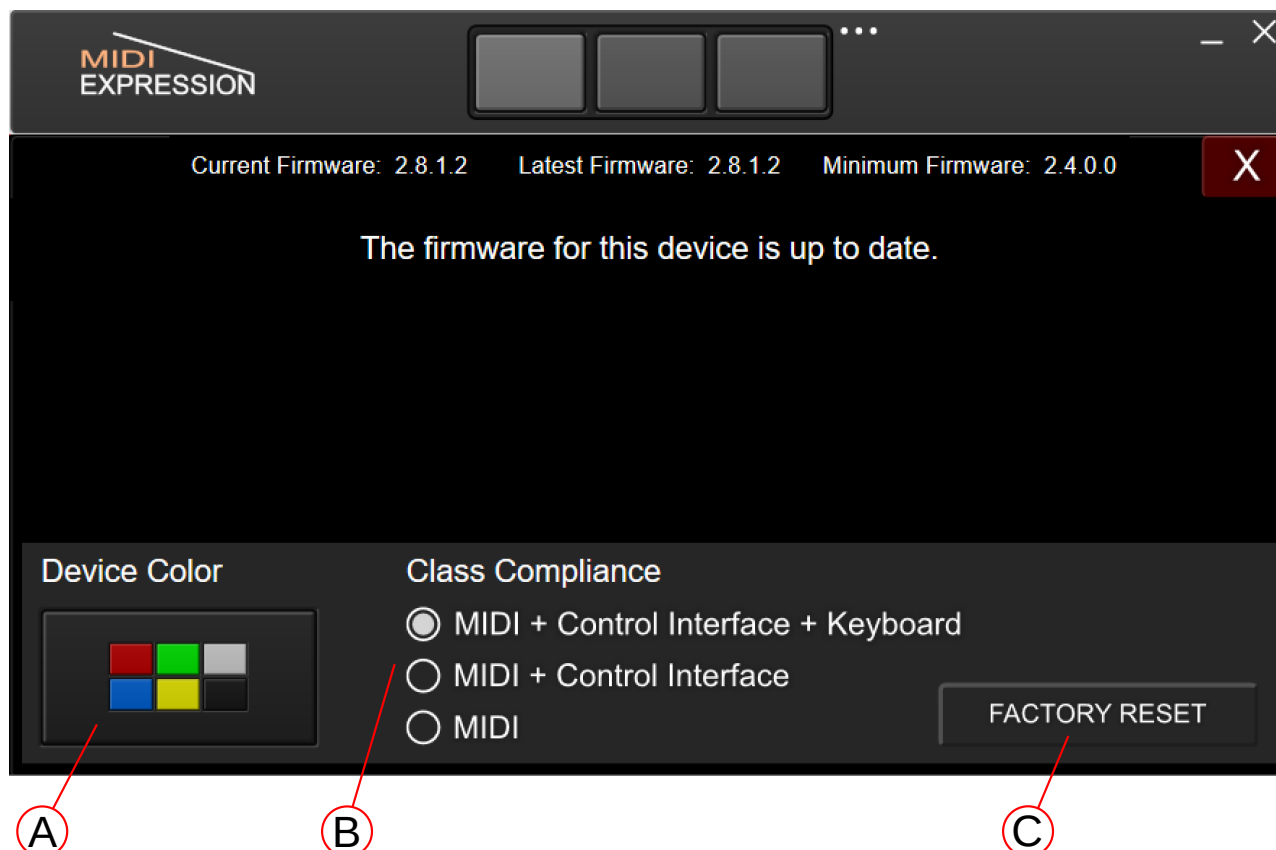 MIDI
EXPRESSION
Current Firmware: 2.8.1.2 Latest Firmware: 2.8.1.2 Minimum Firmware: 2.4.0.0 X
The firmware for this device is up to date.
Device Color
Class Compliance
MIDI + Control Interface + Keyboard
MIDI + Control Interface
MIDI
FACTORY RESET
A B C